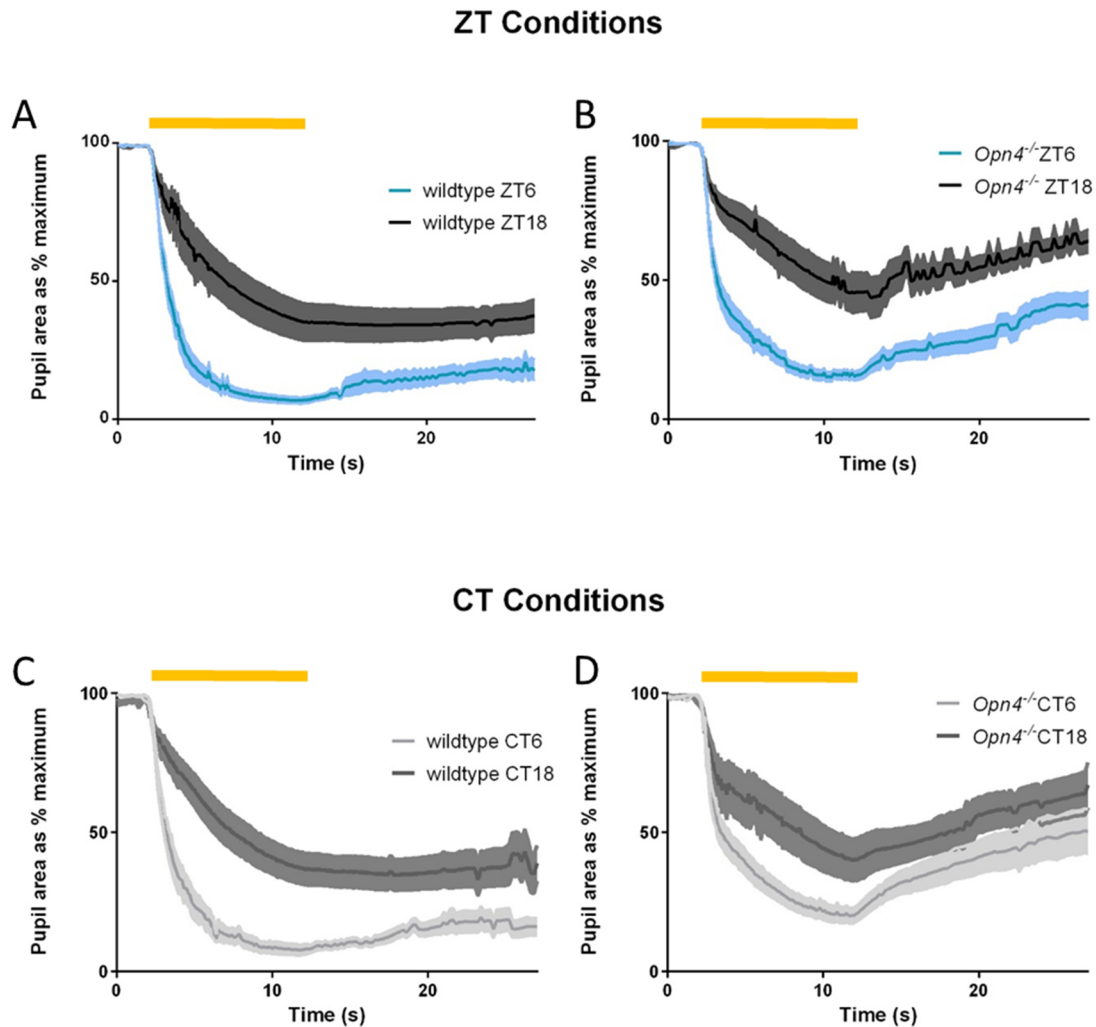 ZT Conditions
A
100
50
0
0
10
20
Pupil area as % maximum
Time (s)
wildtype ZT6
wildtype ZT18
B
100
50
0
0
10
20
Pupil area as % maximum
Time (s)
Opn4-/-ZT6
Opn4-/- ZT18
CT Conditions
C
100
50
0
0
10
20
Pupil area as % maximum
Time (s)
wildtype CT6
wildtype CT18
D
100
50
0
0
10
20
Pupil area as % maximum
Time (s)
Opn4-/-CT6
Opn4-/-CT18